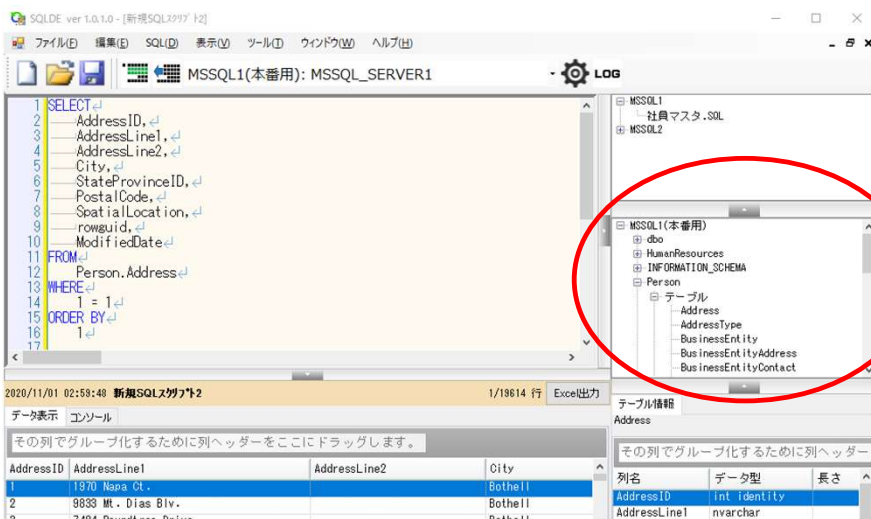 SQLDE ver 1.0.1.0 - [新規SQLスクリプト2]
ファイル(F) 編集(E) SQL(D) 表示(V) ツール(T) ウィンドウ(W) ヘルプ(H)
MSSQL1(本番用): MSSQL_SERVER1
LOG
1 SELECT
2 AddressID,
3 AddressLine1,
4 AddressLine2,
5 City,
6 StateProvinceID,
7 PostalCode,
8 SpatialLocation,
9 rowguid,
10 ModifiedDate
11 FROM
12 Person.Address
13 WHERE
14 1 = 1
15 ORDER BY
16 1
17
MSSQL1
社員マスタ.SQL
MSSQL2
MSSQL1(本番用)
dbo
HumanResources
INFORMATION_SCHEMA
Person
テーブル
Address
AddressType
BusinessEntity
BusinessEntityAddress
BusinessEntityContact
2020/11/01 02:59:48 新規SQLスクリプト2 1/19614 行 Excel出力
データ表示 コンソール
その列でグループ化するために列ヘッダーをここにドラッグします。
AddressID AddressLine1 AddressLine2 City
1 1970 Napa Ct. Bothell
2 9833 Mt. Dias Blv. Bothell
テーブル情報
Address
その列でグループ化するために列ヘッダー
列名 データ型 長さ
AddressID int identity
AddressLine1 nvarchar